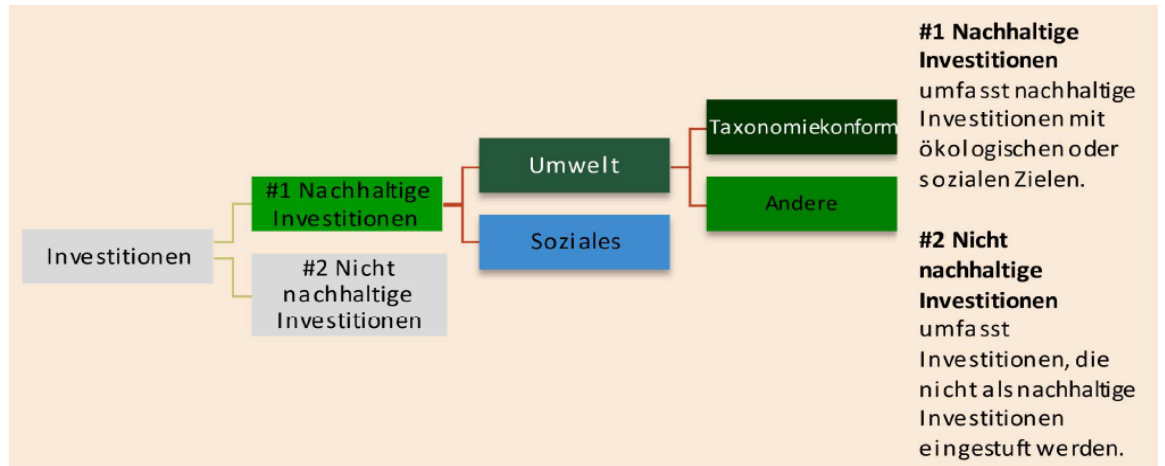 Investitionen
#1 Nachhaltige
Investitionen
#2 Nicht
nachhaltige
Investitionen
Umwelt
Soziales
Taxonomiekonform
Andere
#1 Nachhaltige
Investitionen
umfasst nachhaltige
Investitionen mit
ökologischen oder
sozialen Zielen.
#2 Nicht
nachhaltige
Investitionen
umfasst
Investitionen, die
nicht als nachhaltige
Investitionen
eingestuft werden.